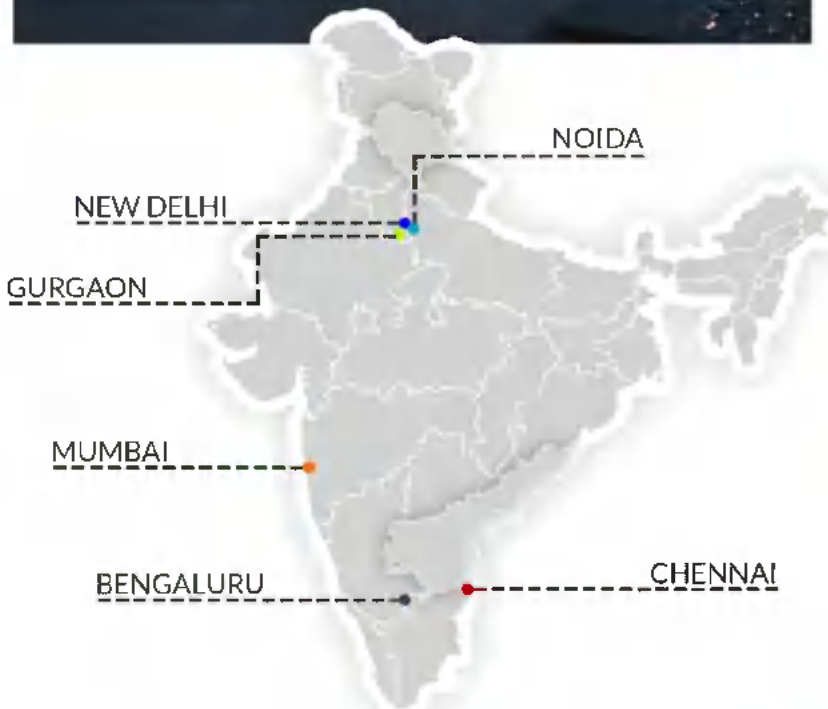 NOIDA
NEW DELHI
GURGAON
MUMBAI
CHENNAI
BENGALURU